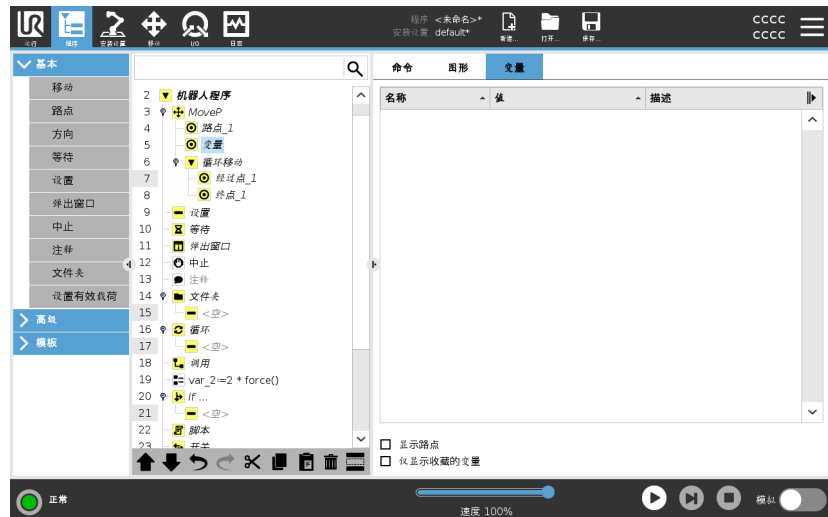 程序 <未命名>*
安装设置 default*
CCCC
CCCC
UR
运行 程序 安装设置 移动 I/O 日志 新建... 打开... 保存...
基本
移动
路点
方向
等待
设置
弹出窗口
中止
注释
文件夹
设置有效载荷
高级
模板
2 机器人程序
3 MoveP
4 路点_1
5 变量
6 循环移动
7 经过点_1
8 终点_1
9 设置
10 等待
11 弹出窗口
12 中止
13 注释
14 文件夹
15 <空>
16 循环
17 <空>
18 调用
19 var_2≔2 * force()
20 If ...
21 <空>
22 脚本
23 开关
命令 图形 变量
名称 值 描述
显示路点
仅显示收藏的变量
正常
速度 100%
模拟